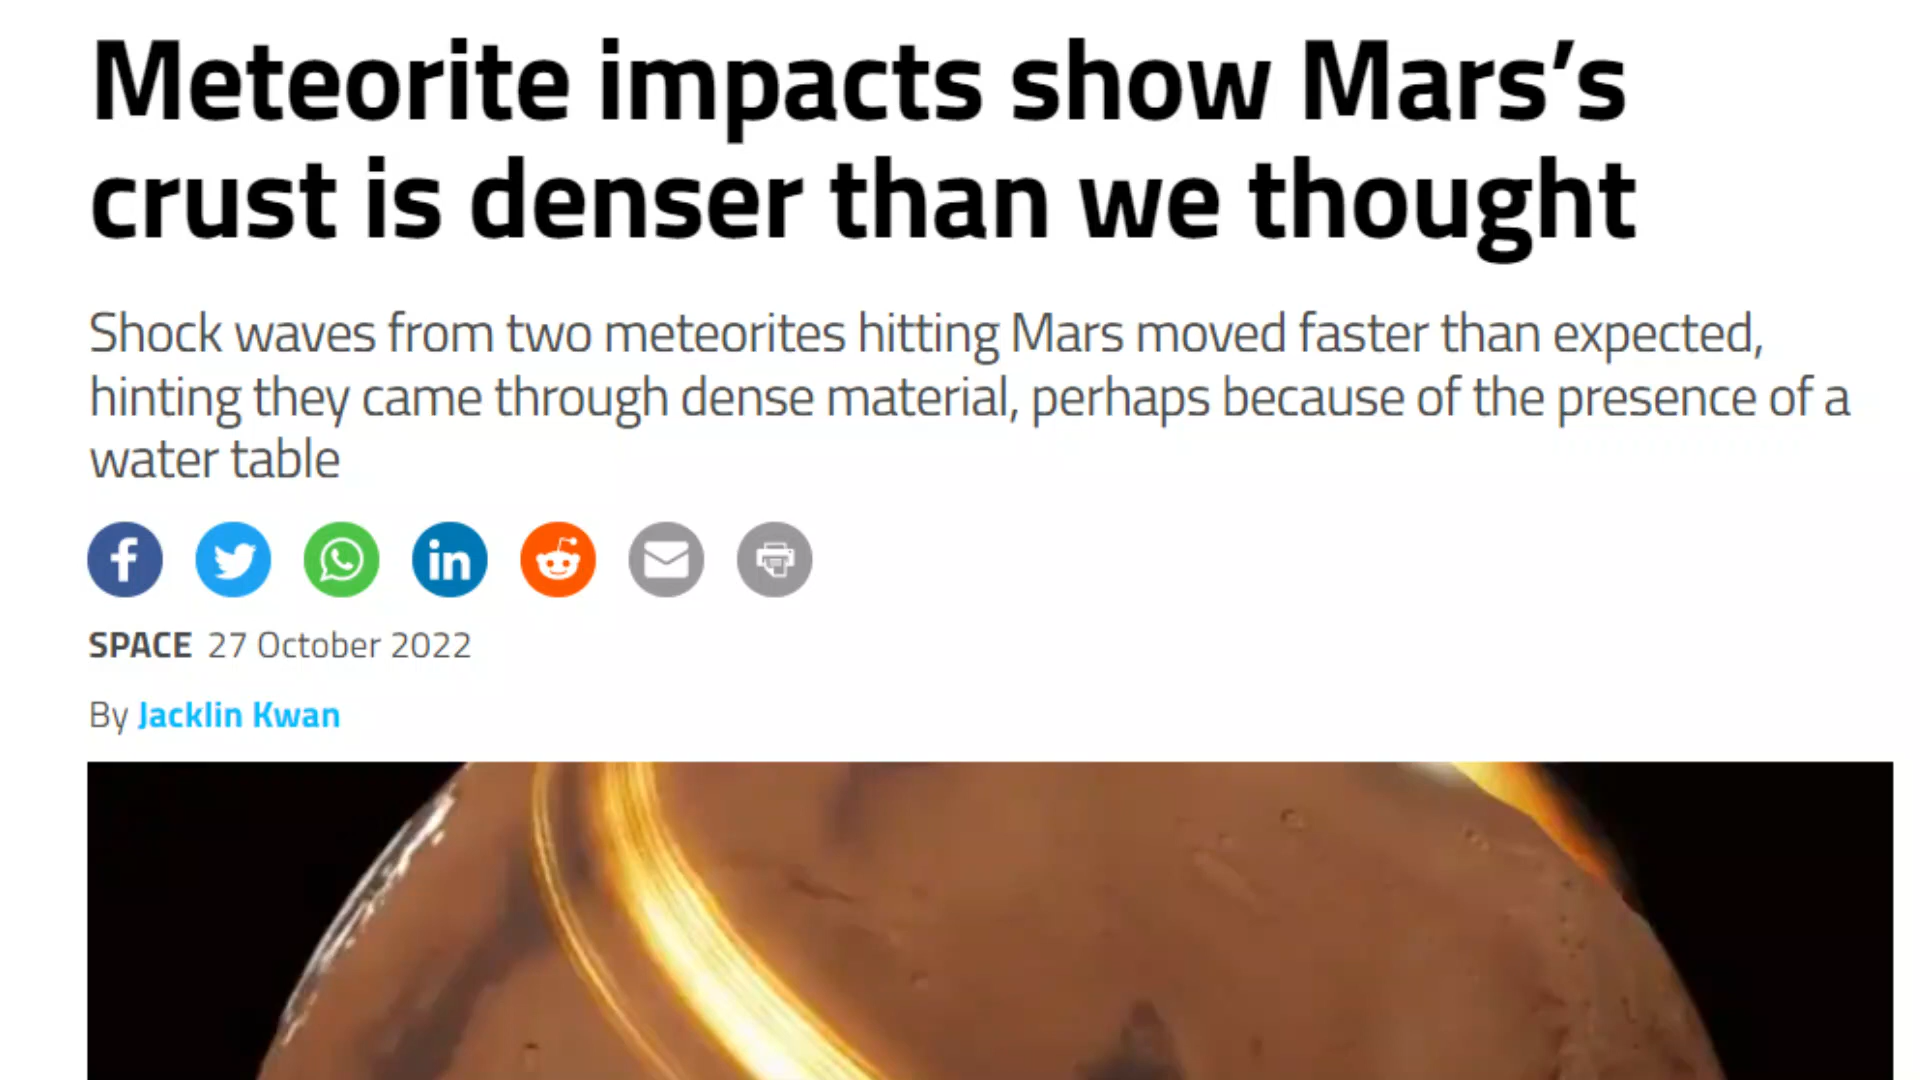 Meteorite impacts show Mars’s
crust is denser than we thought
Shock waves from two meteorites hitting Mars moved faster than expected,
hinting they came through dense material, perhaps because of the presence of a
water table
SPACE 27 October 2022
By Jacklin Kwan